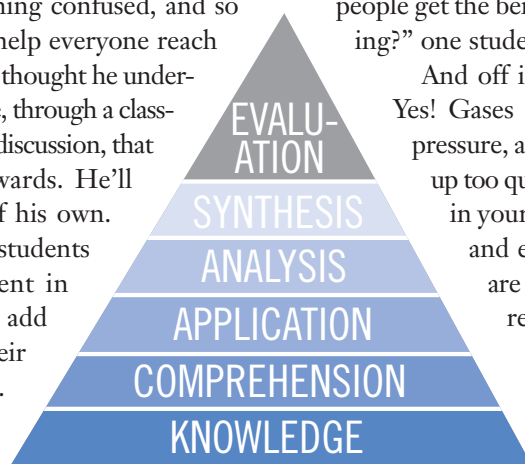 ning confused, and so
help everyone reach
thought he under-
, through a class-
discussion, that
wards. He'll
f his own.
students
ent in
add
eir
.
EVALU-
ATION
SYNTHESIS
ANALYSIS
APPLICATION
COMPREHENSION
KNOWLEDGE
people get the ben
ing?” one stude
And off i
Yes! Gases
pressure, a
up too qu
in your
and e
are
re